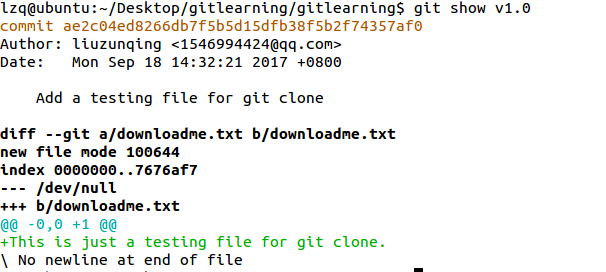 lzq@ubuntu:~/Desktop/gitlearning/gitlearning$ git show v1.0
commit ae2c04ed8266db7f5b5d15dfb38f5b2f74357af0
Author: liuzunqing <1546994424@qq.com>
Date:   Mon Sep 18 14:32:21 2017 +0800

    Add a testing file for git clone

diff --git a/downloadme.txt b/downloadme.txt
new file mode 100644
index 0000000..7676af7
--- /dev/null
+++ b/downloadme.txt
@@ -0,0 +1 @@
+This is just a testing file for git clone.
\ No newline at end of file